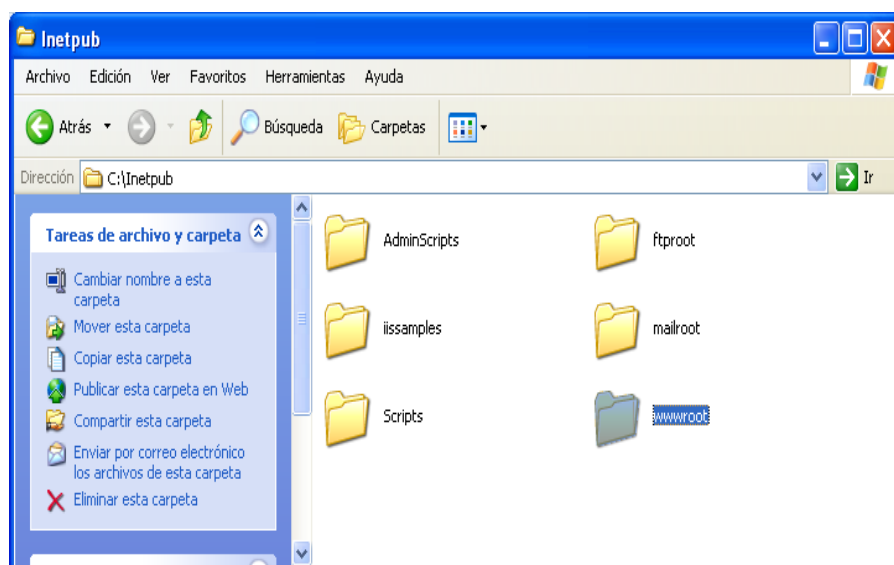 Inetpub
Archivo Edición Ver Favoritos Herramientas Ayuda
Atrás Búsqueda Carpetas
Dirección C:\Inetpub Ir
Tareas de archivo y carpeta
Cambiar nombre a esta
carpeta
Mover esta carpeta
Copiar esta carpeta
Publicar esta carpeta en Web
Compartir esta carpeta
Enviar por correo electrónico
los archivos de esta carpeta
Eliminar esta carpeta
AdminScripts ftproot
iissamples mailroot
Scripts wwwroot